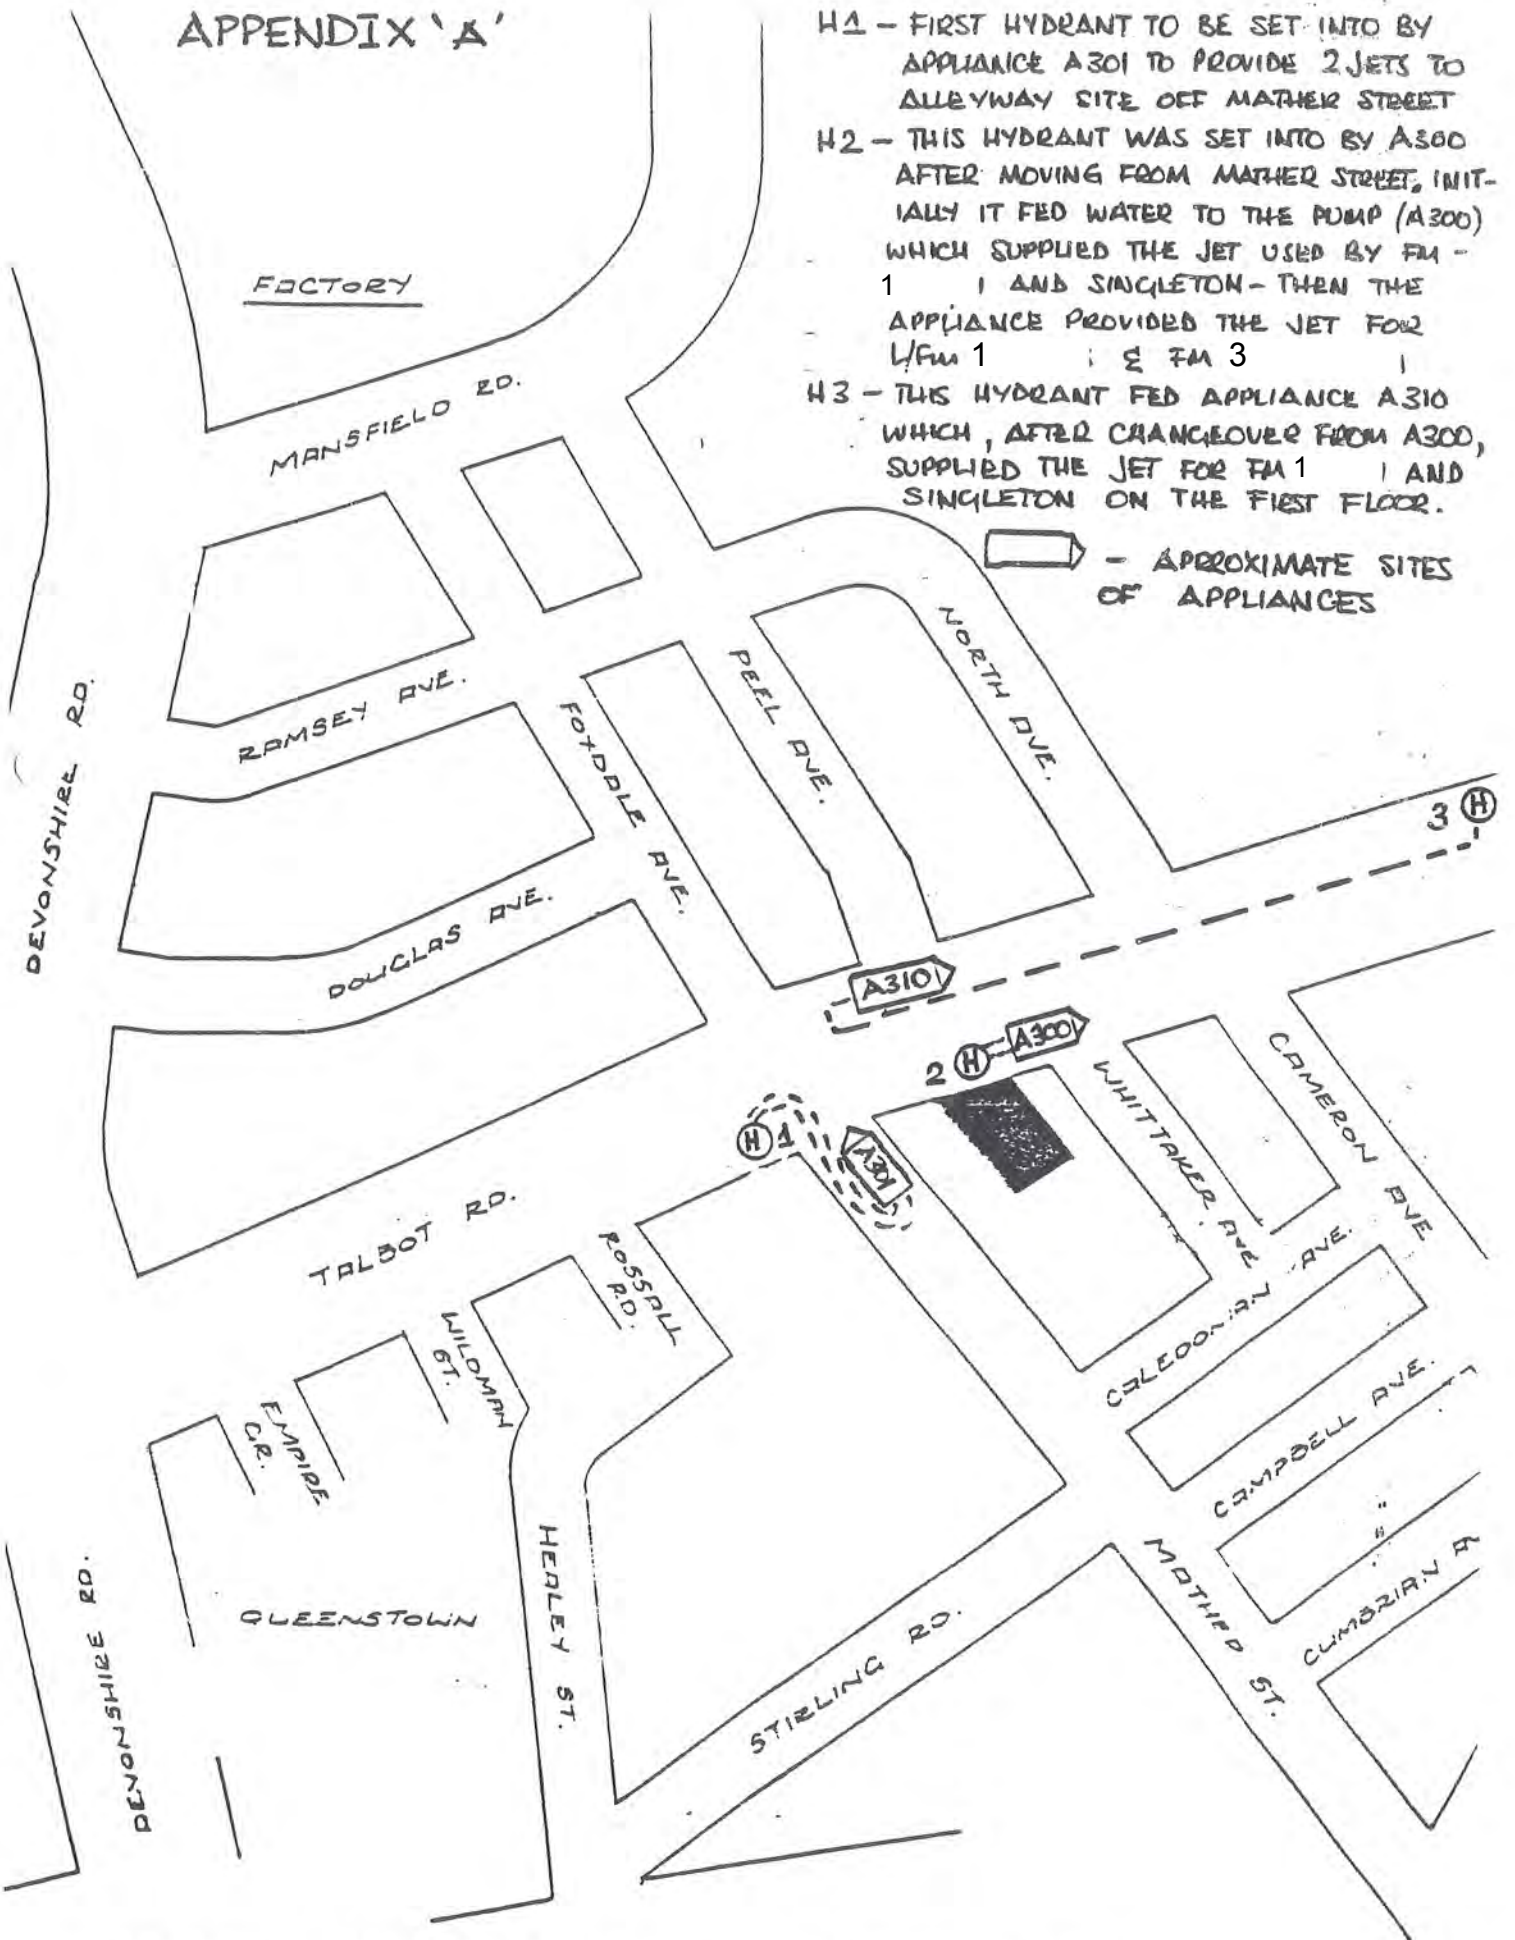 APPENDIX 'A'
H1 – FIRST HYDRANT TO BE SET INTO BY
APPLIANCE A301 TO PROVIDE 2 JETS TO
ALLEYWAY SITE OFF MATHER STREET
H2 – THIS HYDRANT WAS SET INTO BY A300
AFTER MOVING FROM MATHER STREET. INIT-
IALLY IT FED WATER TO THE PUMP (A300)
WHICH SUPPLIED THE JET USED BY FM -
1 AND SINGLETON – THEN THE
APPLIANCE PROVIDED THE JET FOR
L/Fm 1 & FM 3
H3 – THIS HYDRANT FED APPLIANCE A310
WHICH, AFTER CHANGEOVER FROM A300,
SUPPLIED THE JET FOR FM 1 AND
SINGLETON ON THE FIRST FLOOR.
– APPROXIMATE SITES
OF APPLIANCES
FACTORY
MANSFIELD RD.
RAMSEY AVE.
FOXDALE AVE.
PEEL AVE.
NORTH AVE.
DEVONSHIRE RD.
DOUGLAS AVE.
3 H
A310
A300
2 H
H 1
A301
WHITTAKER AVE
CAMERON AVE
TALBOT RD.
ROSSALL RD.
WILDMAN ST.
EMPIRE GR.
CALEDONIAN AVE.
CAMPBELL AVE.
CUMBRIAN
MATHER ST.
HEALEY ST.
QUEENSTOWN
STIRLING RD.
DEVONSHIRE RD.